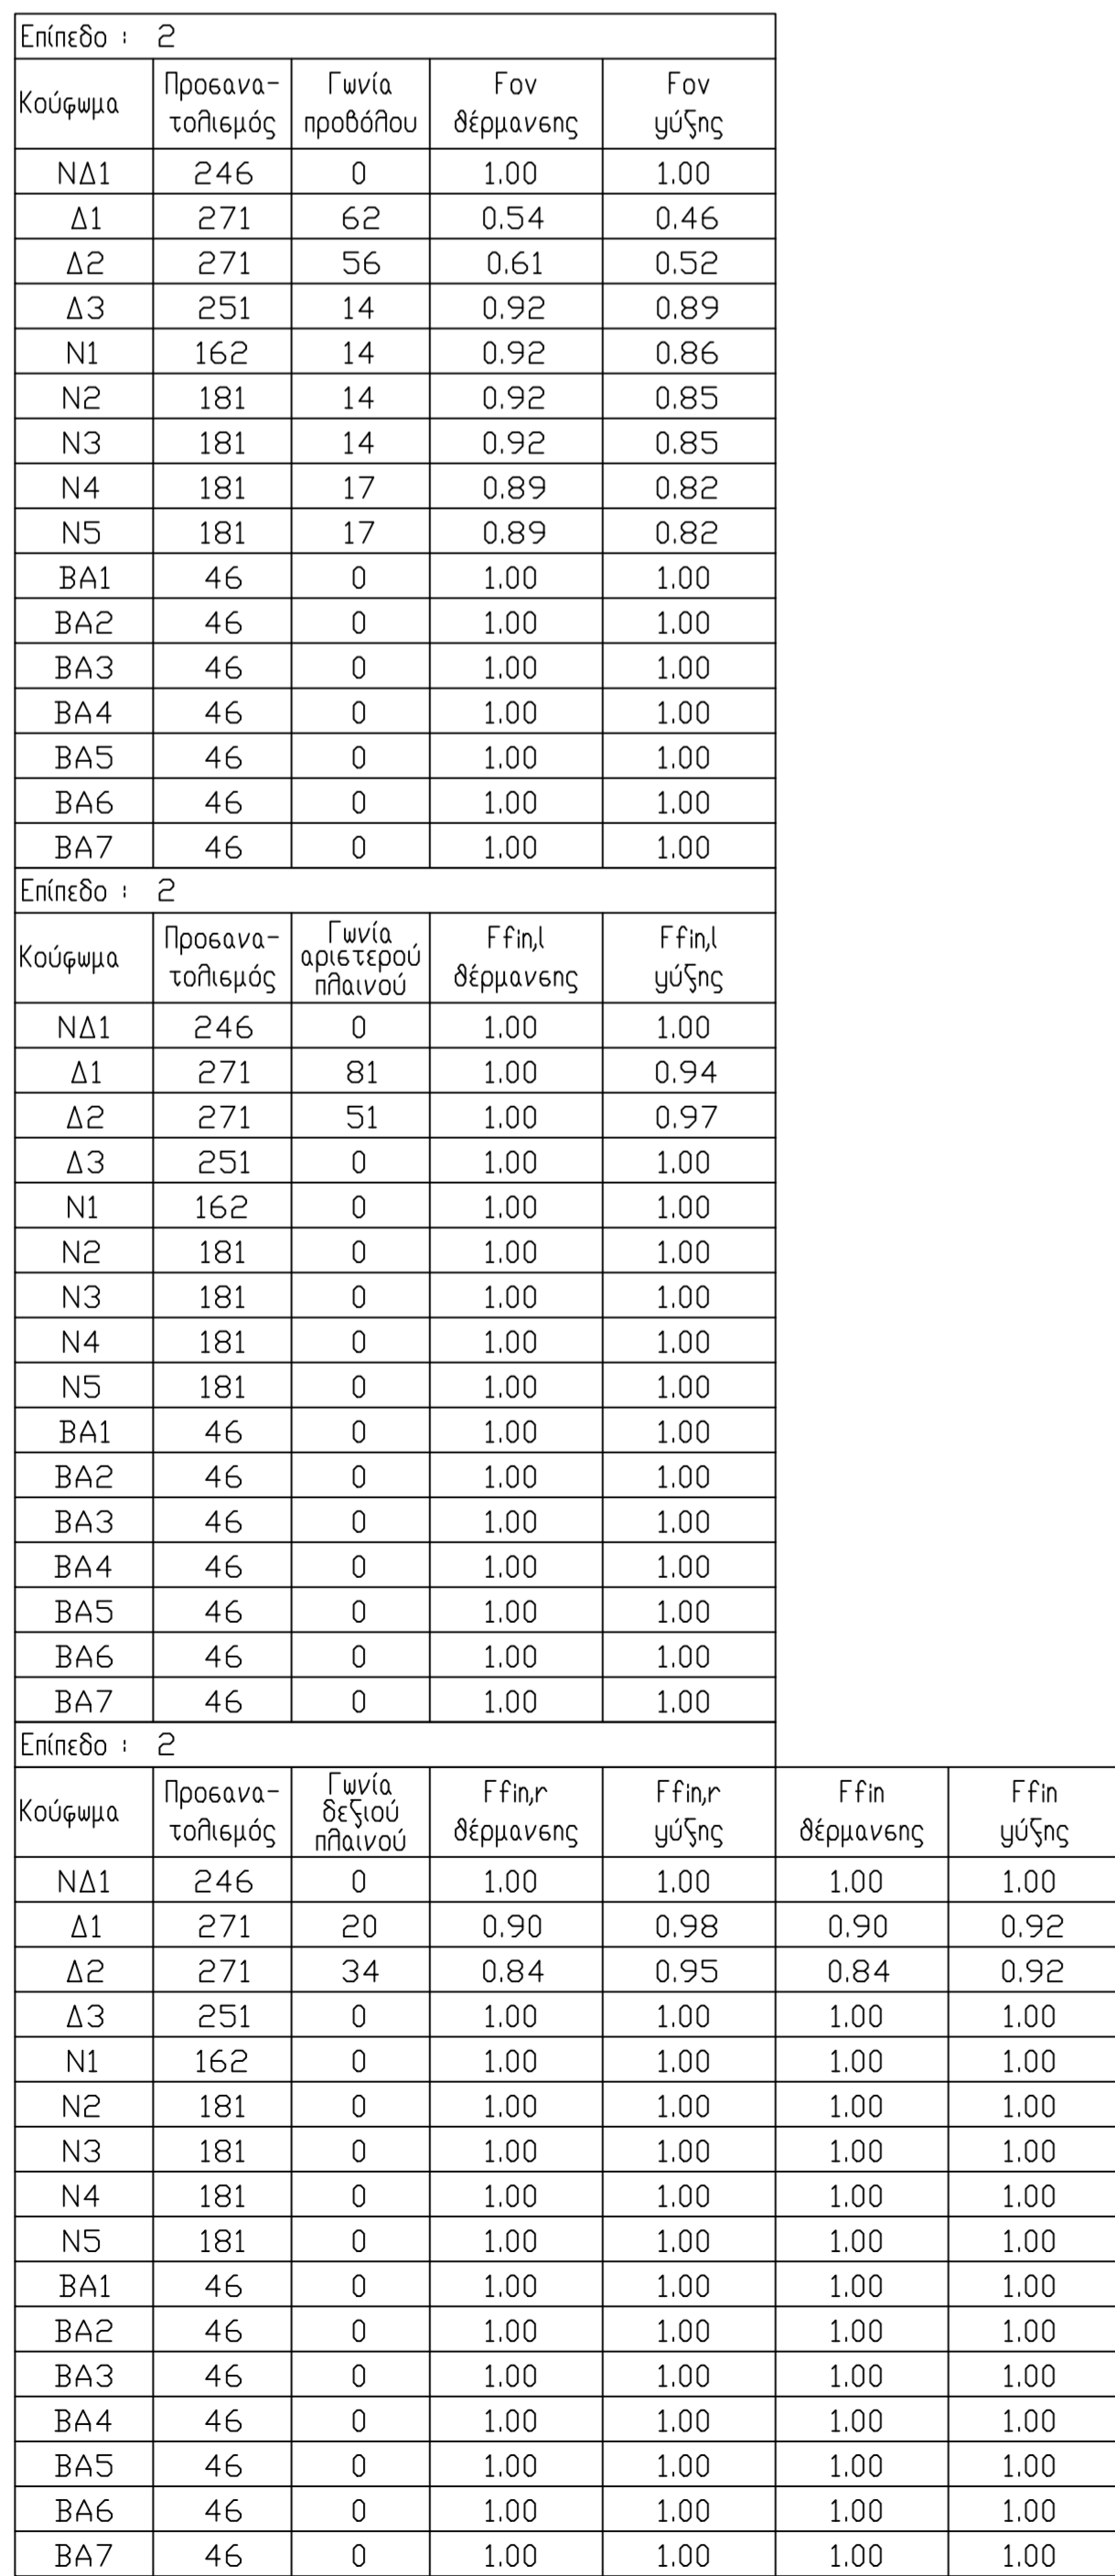 Επίπεδο : 2
Κούφωμα Προσανα-τολισμός Γωνία προβόλου Fov θέρμανσης Fov ψύξης
ΝΔ1 246 0 1.00 1.00
Δ1 271 62 0.54 0.46
Δ2 271 56 0.61 0.52
Δ3 251 14 0.92 0.89
Ν1 162 14 0.92 0.86
Ν2 181 14 0.92 0.85
Ν3 181 14 0.92 0.85
Ν4 181 17 0.89 0.82
Ν5 181 17 0.89 0.82
ΒΑ1 46 0 1.00 1.00
ΒΑ2 46 0 1.00 1.00
ΒΑ3 46 0 1.00 1.00
ΒΑ4 46 0 1.00 1.00
ΒΑ5 46 0 1.00 1.00
ΒΑ6 46 0 1.00 1.00
ΒΑ7 46 0 1.00 1.00
Επίπεδο : 2
Κούφωμα Προσανα-τολισμός Γωνία αριστερού πλαινού Ffin,l θέρμανσης Ffin,l ψύξης
ΝΔ1 246 0 1.00 1.00
Δ1 271 81 1.00 0.94
Δ2 271 51 1.00 0.97
Δ3 251 0 1.00 1.00
Ν1 162 0 1.00 1.00
Ν2 181 0 1.00 1.00
Ν3 181 0 1.00 1.00
Ν4 181 0 1.00 1.00
Ν5 181 0 1.00 1.00
ΒΑ1 46 0 1.00 1.00
ΒΑ2 46 0 1.00 1.00
ΒΑ3 46 0 1.00 1.00
ΒΑ4 46 0 1.00 1.00
ΒΑ5 46 0 1.00 1.00
ΒΑ6 46 0 1.00 1.00
ΒΑ7 46 0 1.00 1.00
Επίπεδο : 2
Κούφωμα Προσανα-τολισμός Γωνία δεξιού πλαινού Ffin,r θέρμανσης Ffin,r ψύξης Ffin θέρμανσης Ffin ψύξης
ΝΔ1 246 0 1.00 1.00 1.00 1.00
Δ1 271 20 0.90 0.98 0.90 0.92
Δ2 271 34 0.84 0.95 0.84 0.92
Δ3 251 0 1.00 1.00 1.00 1.00
Ν1 162 0 1.00 1.00 1.00 1.00
Ν2 181 0 1.00 1.00 1.00 1.00
Ν3 181 0 1.00 1.00 1.00 1.00
Ν4 181 0 1.00 1.00 1.00 1.00
Ν5 181 0 1.00 1.00 1.00 1.00
ΒΑ1 46 0 1.00 1.00 1.00 1.00
ΒΑ2 46 0 1.00 1.00 1.00 1.00
ΒΑ3 46 0 1.00 1.00 1.00 1.00
ΒΑ4 46 0 1.00 1.00 1.00 1.00
ΒΑ5 46 0 1.00 1.00 1.00 1.00
ΒΑ6 46 0 1.00 1.00 1.00 1.00
ΒΑ7 46 0 1.00 1.00 1.00 1.00